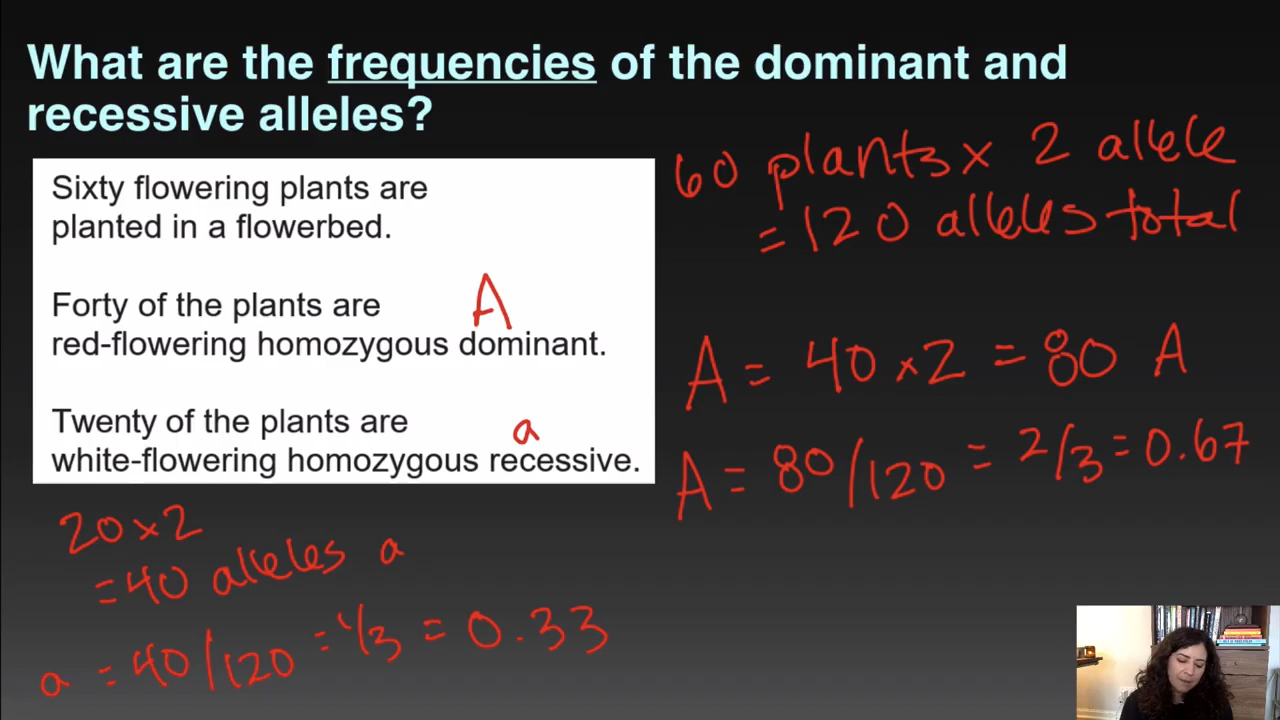 What are the frequencies of the dominant and
recessive alleles?
Sixty flowering plants are
planted in a flowerbed.
Forty of the plants are
A
red-flowering homozygous dominant.
Twenty of the plants are
a
white-flowering homozygous recessive.
60 plants x 2 allele
= 120 alleles total
A = 40 x 2 = 80 A
A = 80/120 = 2/3 = 0.67
20 x 2
= 40 alleles a
a = 40/120 = 1/3 = 0.33